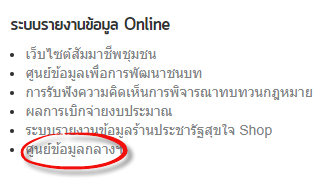 ระบบรายงานข้อมูล Online
เว็บไซต์สัมมาชีพชุมชน
ศูนย์ข้อมูลเพื่อการพัฒนาชนบท
การรับฟังความคิดเห็นการพิจารณาทบทวนกฎหมาย
ผลการเบิกจ่ายงบประมาณ
ระบบรายงานข้อมูลร้านประชารัฐสุขใจ Shop
ศูนย์ข้อมูลกลางฯ